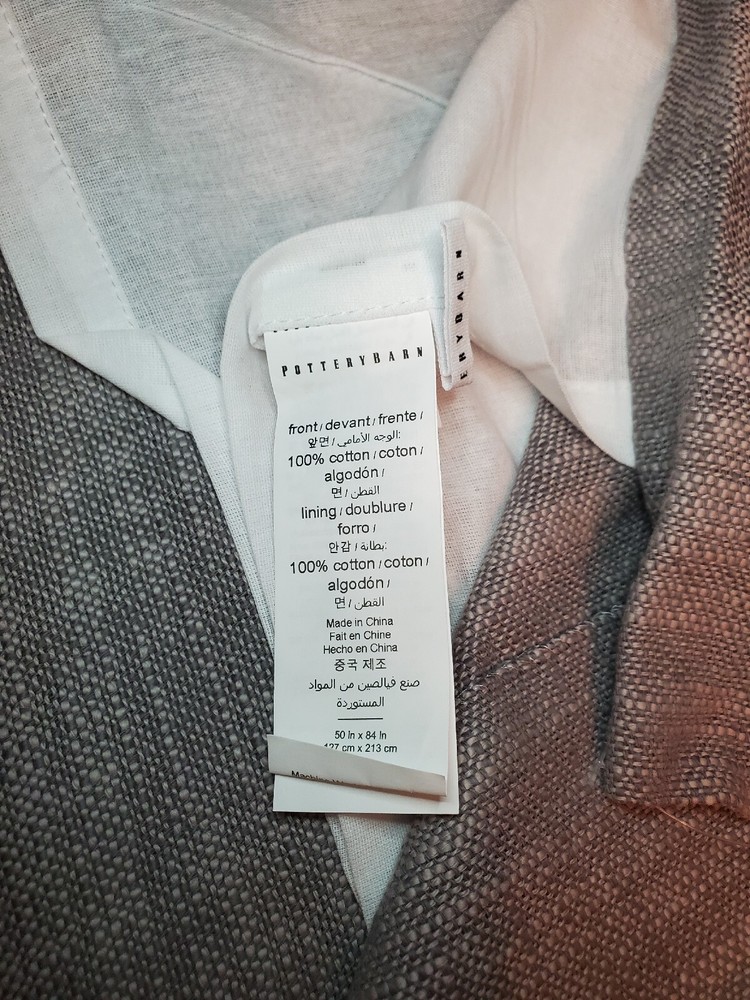 POTTERYBARN
front / devant / frente /
앞면 / الوجه الأمامي:
100% cotton / coton /
algodón /
면 / القطن
lining / doublure /
forro /
안감 / بطانة:
100% cotton / coton /
algodón /
면 / القطن
Made in China
Fait en Chine
Hecho en China
중국 제조
صنع فيالصين من المواد
المستوردة
50 In x 84 In
127 cm x 213 cm
Machine
ERYBARN